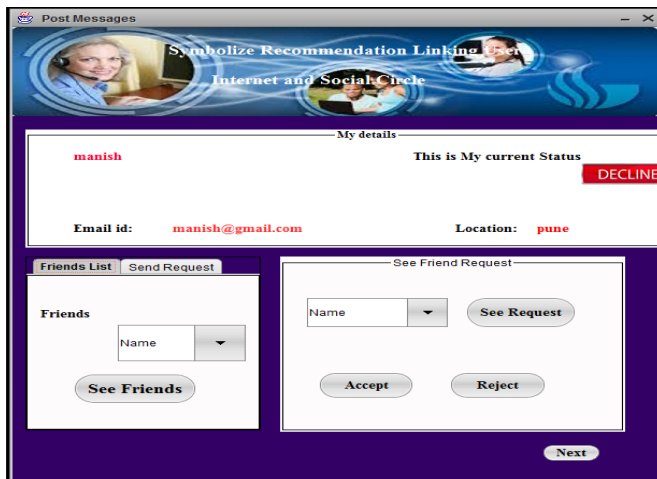 Post Messages
Symbolize Recommendation Linking User
Internet and Social Circle
My details
manish
This is My current Status
DECLINE
Email id: manish@gmail.com Location: pune
Friends List Send Request
Friends
Name
See Friends
See Friend Request
Name See Request
Accept Reject
Next